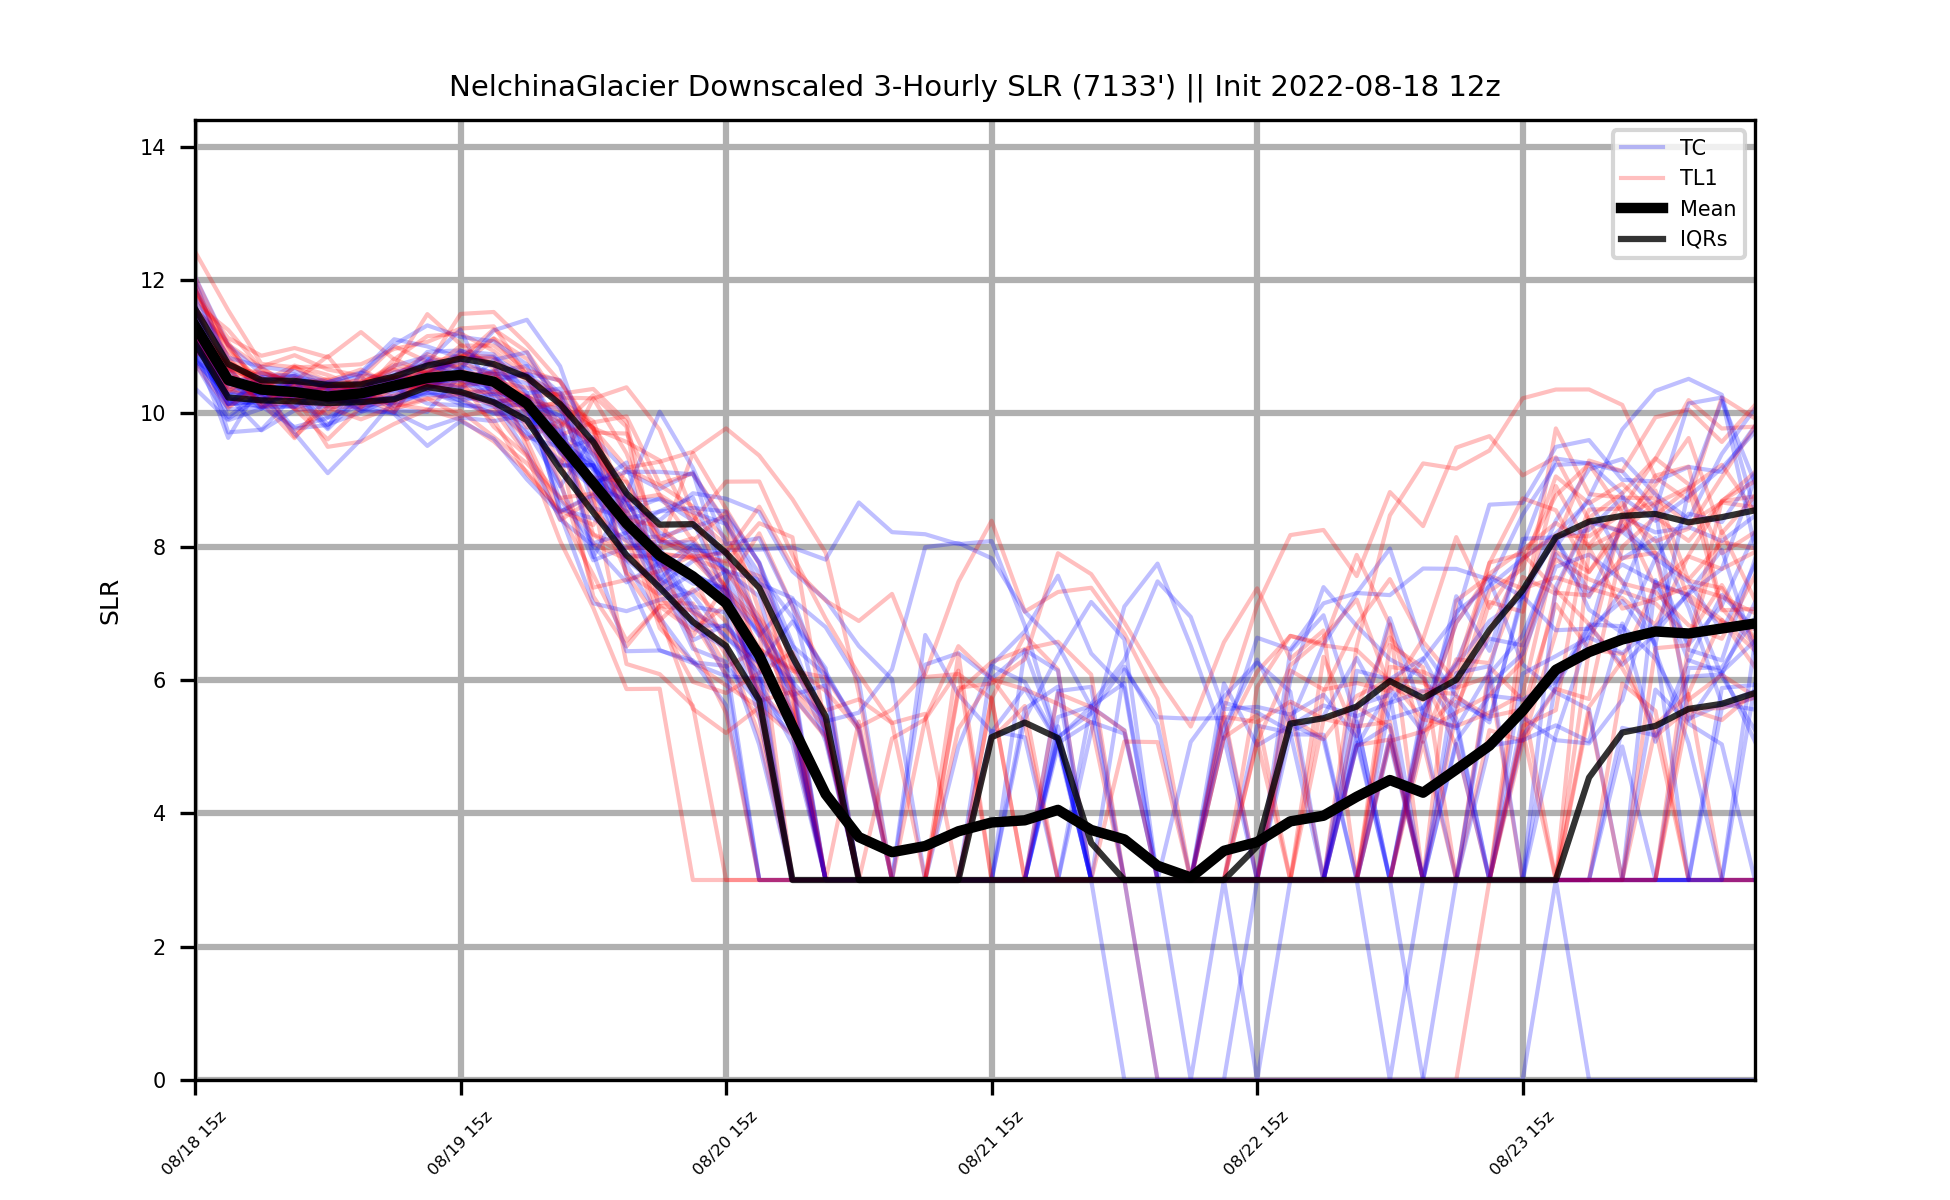 NelchinaGlacier Downscaled 3-Hourly SLR (7133') || Init 2022-08-18 12z
TC
TL1
Mean
IQRs
SLR
14
12
10
8
6
4
2
0
08/18 15z
08/19 15z
08/20 15z
08/21 15z
08/22 15z
08/23 15z